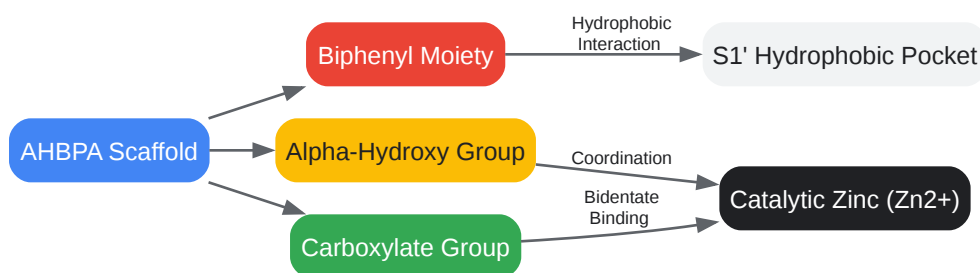 Hydrophobic
Interaction
Biphenyl Moiety
S1' Hydrophobic Pocket
AHBPA Scaffold
Alpha-Hydroxy Group
Coordination
Catalytic Zinc (Zn2+)
Bidentate
Binding
Carboxylate Group